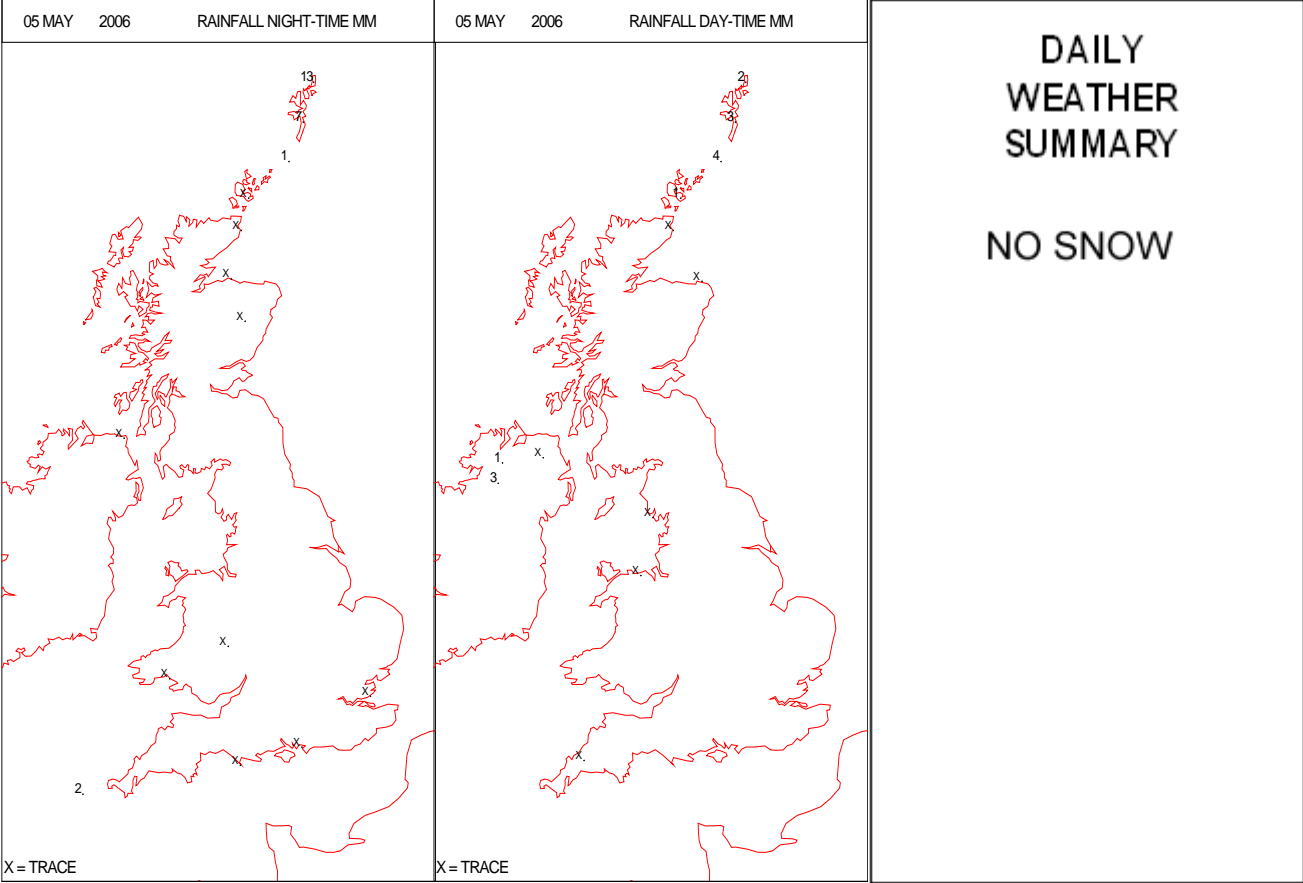 05 MAY 2006 RAINFALL NIGHT-TIME MM
13
7
1.
X.
X.
X.
X.
X.
X.
X.
X.
X.
X.
2.
X = TRACE
05 MAY 2006 RAINFALL DAY-TIME MM
2
3.
4.
1.
X.
X.
X.
1.
3.
X.
X.
X.
X = TRACE
DAILY
WEATHER
SUMMARY
NO SNOW